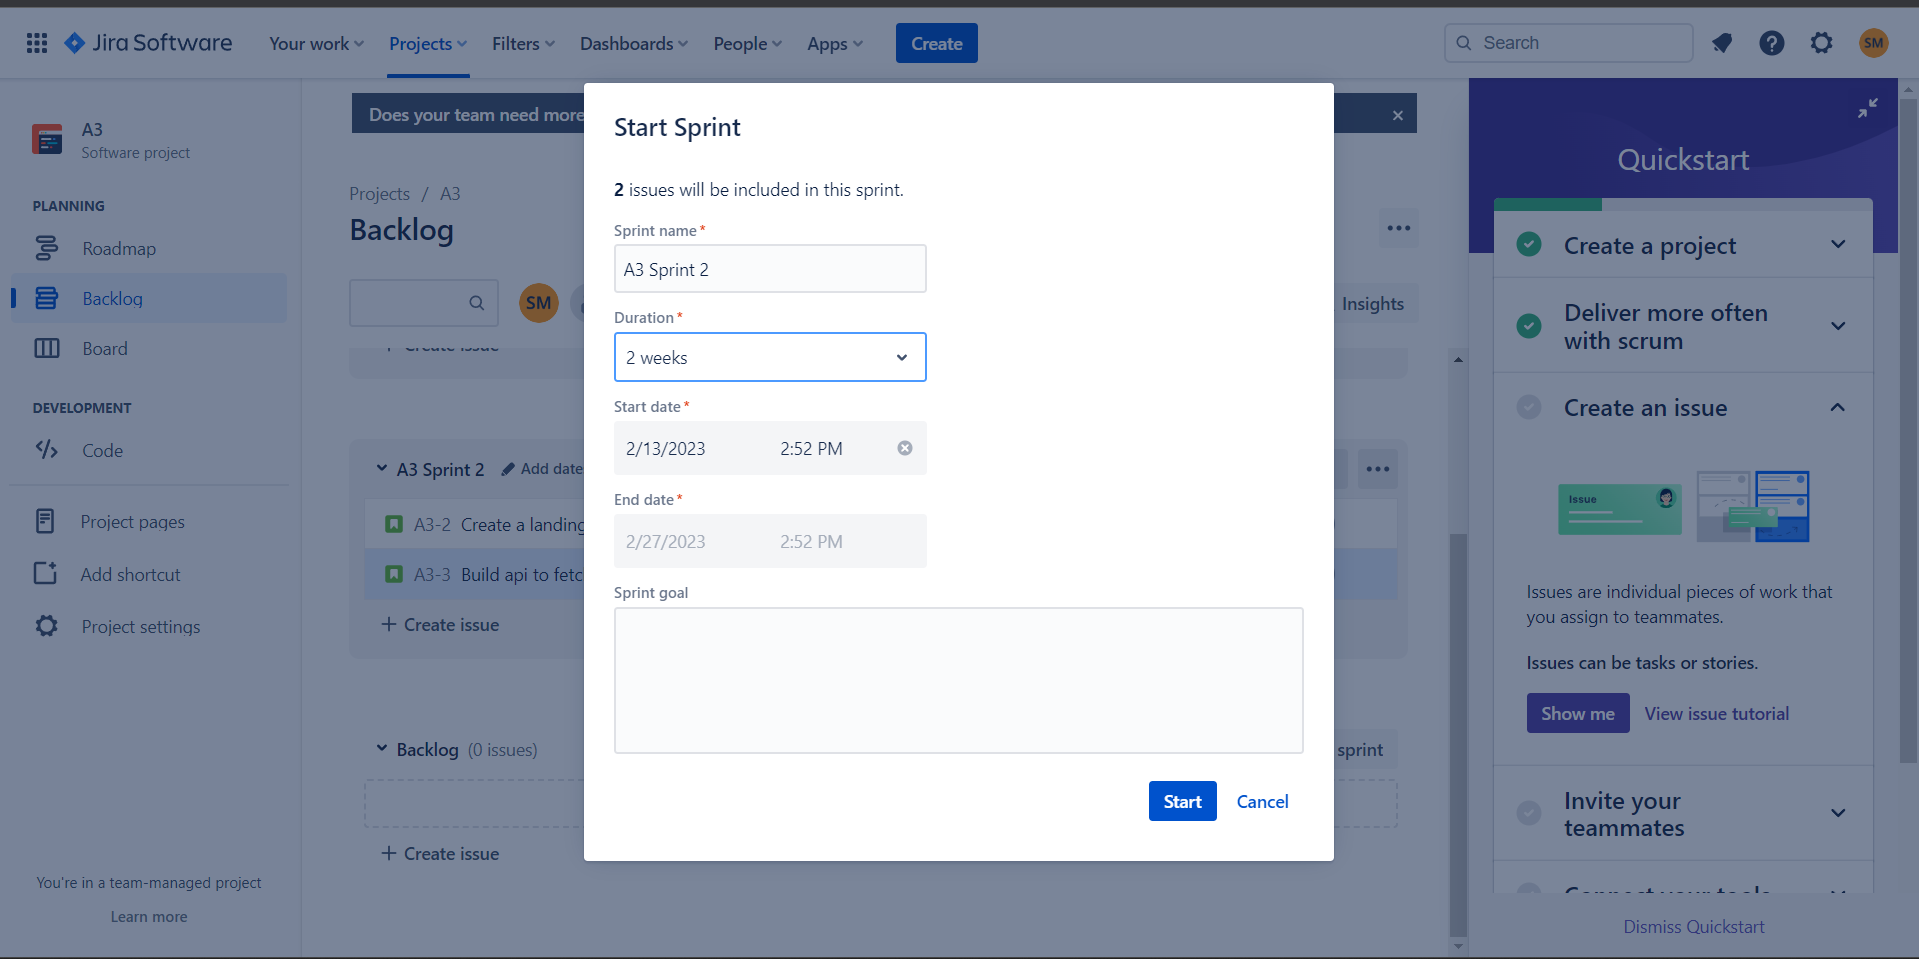 Jira Software
Your work
Projects
Filters
Dashboards
People
Apps
Create
Search
SM
A3
Software project
PLANNING
Roadmap
Backlog
Board
DEVELOPMENT
Code
Project pages
Add shortcut
Project settings
You're in a team-managed project
Learn more
Does your team need more
Projects / A3
Backlog
SM
Insights
Create issue
A3 Sprint 2
Add date
A3-2 Create a landing
A3-3 Build api to fetc
+ Create issue
Backlog (0 issues)
sprint
+ Create issue
Start Sprint
2 issues will be included in this sprint.
Sprint name*
A3 Sprint 2
Duration*
2 weeks
Start date*
2/13/2023 2:52 PM
End date*
2/27/2023 2:52 PM
Sprint goal
Start
Cancel
Quickstart
Create a project
Deliver more often
with scrum
Create an issue
Issue
Issues are individual pieces of work that
you assign to teammates.
Issues can be tasks or stories.
Show me
View issue tutorial
Invite your
teammates
Connect your tools
Dismiss Quickstart